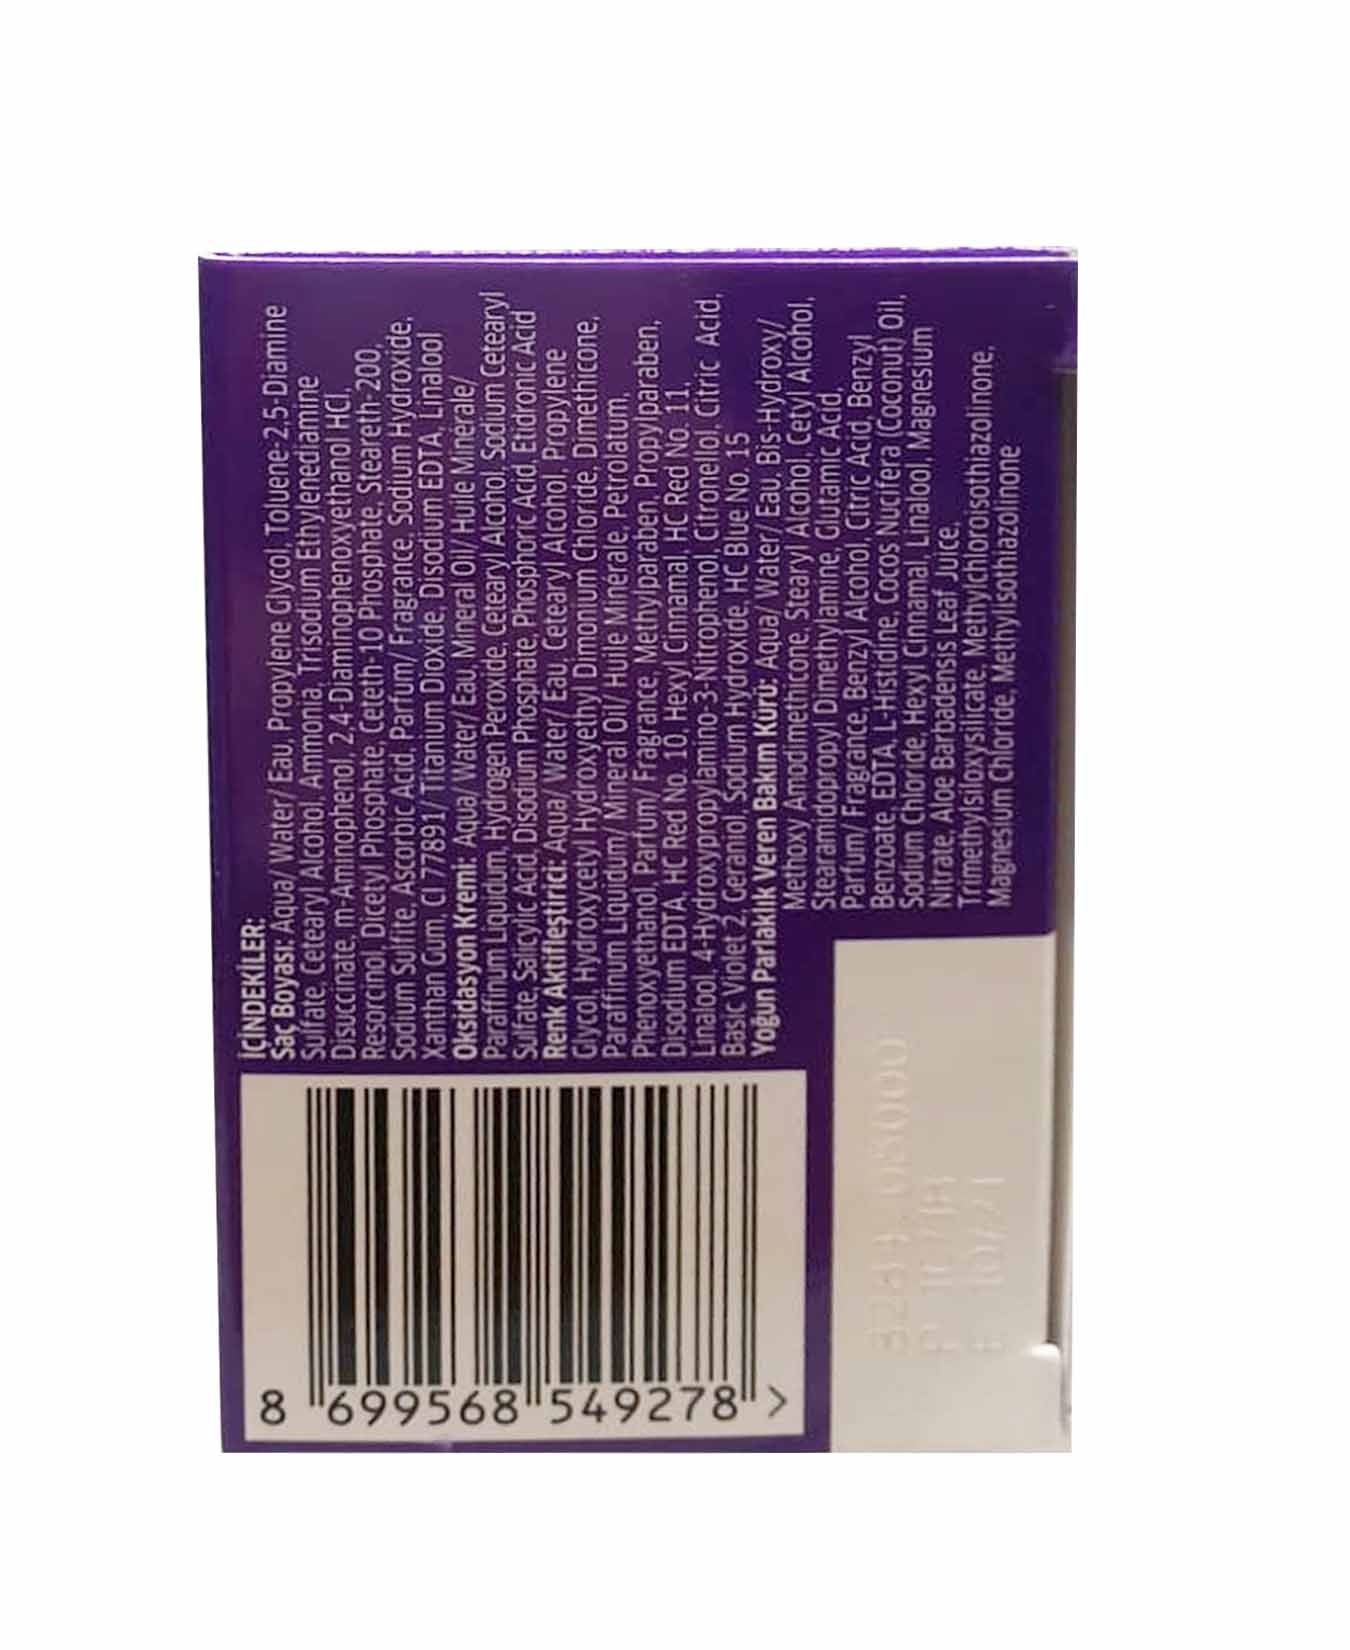 İÇİNDEKİLER:
Saç Boyası: Aqua/ Water/ Eau, Propylene Glycol, Toluene-2,5-Diamine
Sulfate, Cetearyl Alcohol, Ammonia, Trisodium Ethylenediamine
Disuccinate, m-Aminophenol, 2,4-Diaminophenoxyethanol HCl,
Resorcinol, Dicetyl Phosphate, Ceteth-10 Phosphate, Steareth-200,
Sodium Sulfite, Ascorbic Acid, Parfum/ Fragrance, Sodium Hydroxide,
Xanthan Gum, CI 77891/ Titanium Dioxide, Disodium EDTA, Linalool
Oksidasyon Kremi: Aqua/ Water/ Eau, Mineral Oil/ Huile Minerale/
Paraffinum Liquidum, Hydrogen Peroxide, Cetearyl Alcohol, Sodium Cetearyl
Sulfate, Salicylic Acid, Disodium Phosphate, Phosphoric Acid, Etidronic Acid
Renk Aktifleştirici: Aqua/ Water/ Eau, Cetearyl Alcohol, Propylene
Glycol, Hydroxycetyl Hydroxyethyl Dimonium Chloride, Dimethicone,
Paraffinum Liquidum/ Mineral Oil/ Huile Minérale, Petrolatum,
Phenoxyethanol, Parfum/ Fragrance, Methylparaben, Propylparaben,
Disodium EDTA, HC Red No. 10, Hexyl Cinnamal, HC Red No. 11,
Linalool, 4-Hydroxypropylamino-3-Nitrophenol, Citronellol, Citric Acid,
Basic Violet 2, Geraniol, Sodium Hydroxide, HC Blue No. 15
Yoğun Parlaklık Veren Bakım Kürü: Aqua/ Water/ Eau, Bis-Hydroxy/
Methoxy Amodimethicone, Stearyl Alcohol, Cetyl Alcohol,
Stearamidopropyl Dimethylamine, Glutamic Acid,
Parfum/ Fragrance, Benzyl Alcohol, Citric Acid, Benzyl
Benzoate, EDTA, L-Histidine, Cocos Nucifera (Coconut) Oil,
Sodium Chloride, Hexyl Cinnamal, Linalool, Magnesium
Nitrate, Aloe Barbadensis Leaf Juice,
Trimethylsiloxysilicate, Methylchloroisothiazolinone,
Magnesium Chloride, Methylisothiazolinone
8 699568 549278 >
E 10/21